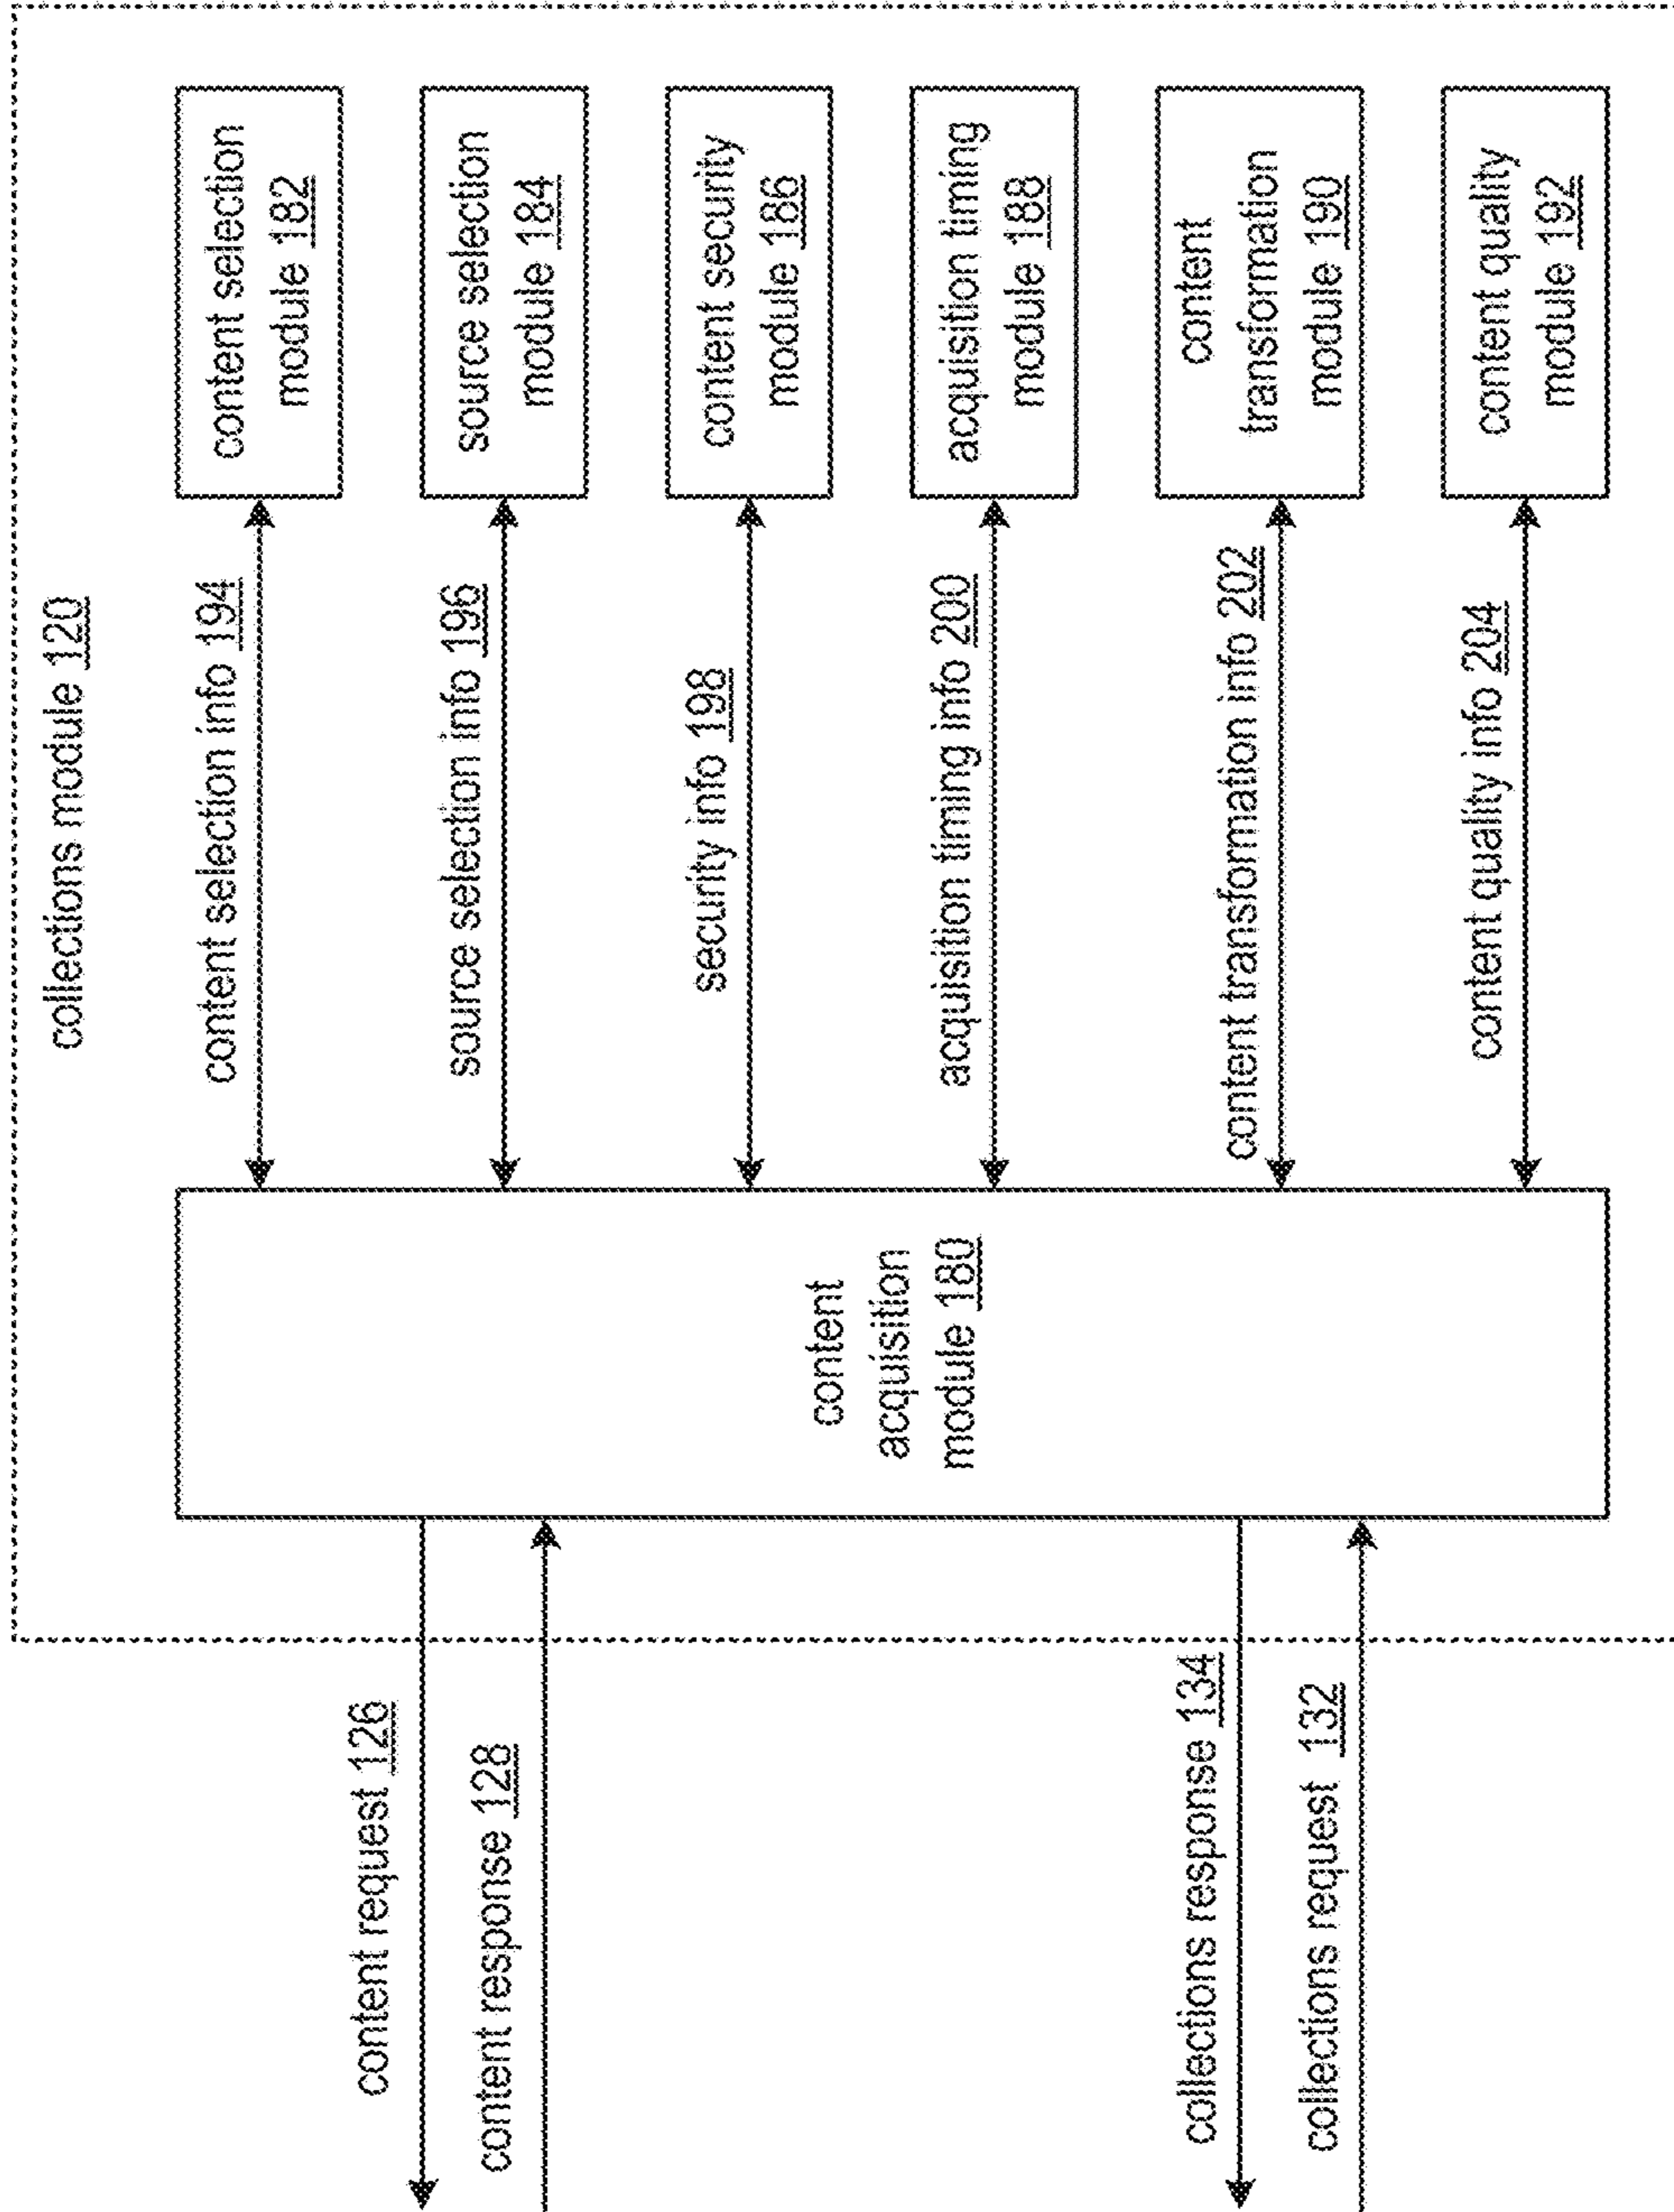 collections module 120
content request 126
content response 128
collections response 134
collections request 132
content
acquisition
module 180
content selection info 194
source selection info 196
security info 198
acquisition timing info 200
content transformation info 202
content quality info 204
content selection
module 182
source selection
module 184
content security
module 186
acquisition timing
module 188
content
transformation
module 190
content quality
module 192